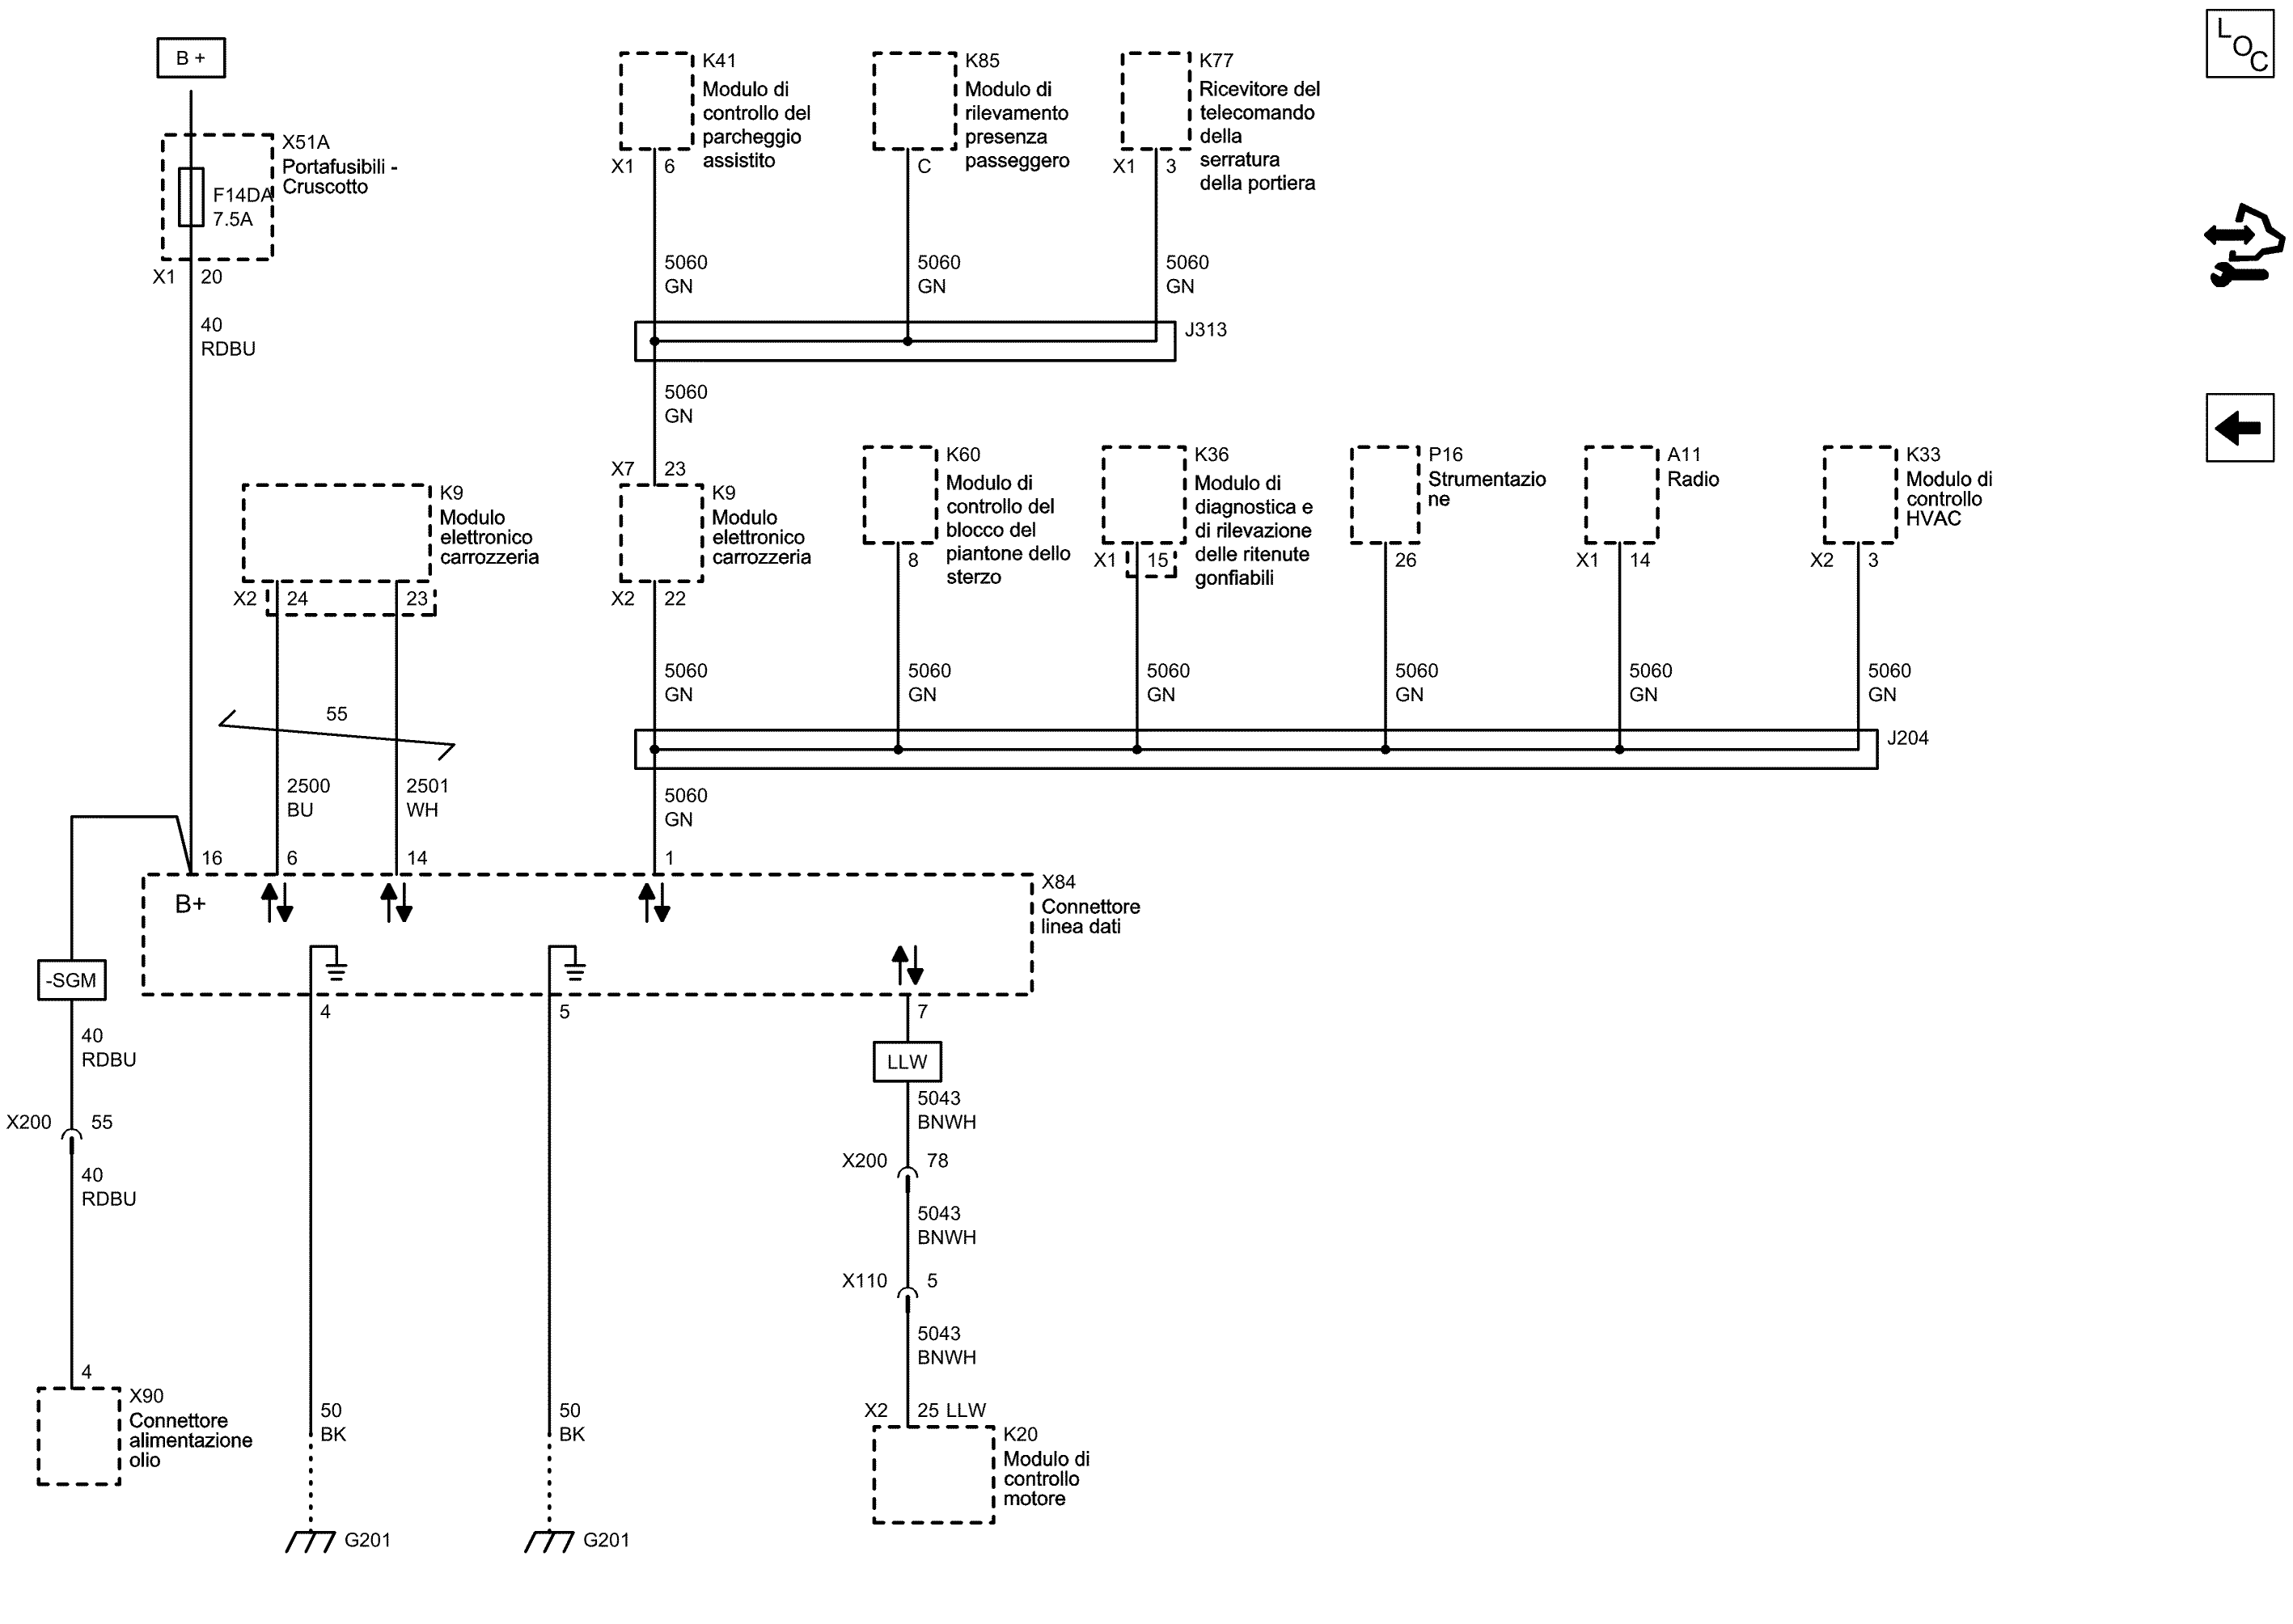 B +
X51A
Portafusibili -
Cruscotto
F14DA
7.5A
X1 20
40
RDBU
K41
Modulo di
controllo del
parcheggio
assistito
X1 6
K85
Modulo di
rilevamento
presenza
passeggero
C
K77
Ricevitore del
telecomando
della
serratura
della portiera
X1 3
L
O
C
5060
GN
5060
GN
5060
GN
J313
5060
GN
K9
Modulo
elettronico
carrozzeria
X2 24 23
X7 23
K9
Modulo
elettronico
carrozzeria
X2 22
K60
Modulo di
controllo del
blocco del
piantone dello
sterzo
8
K36
Modulo di
diagnostica e
di rilevazione
delle ritenute
gonfiabili
X1 15
P16
Strumentazio
ne
26
A11
Radio
X1 14
K33
Modulo di
controllo
HVAC
X2 3
5060
GN
5060
GN
5060
GN
5060
GN
5060
GN
5060
GN
55
J204
2500
BU
2501
WH
5060
GN
16 6 14 1
B+
X84
Connettore
linea dati
-SGM
4 5 7
40
RDBU
LLW
5043
BNWH
X200 55
X200 78
40
RDBU
5043
BNWH
X110 5
5043
BNWH
4
X90
Connettore
alimentazione
olio
50
BK
50
BK
X2 25 LLW
K20
Modulo di
controllo
motore
G201
G201